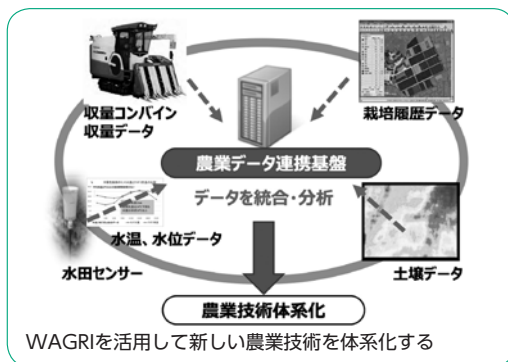 収量コンバイン
収量データ
栽培履歴データ
農業データ連携基盤
データを統合・分析
水温、水位データ
水田センサー
土壌データ
農業技術体系化
WAGRIを活用して新しい農業技術を体系化する